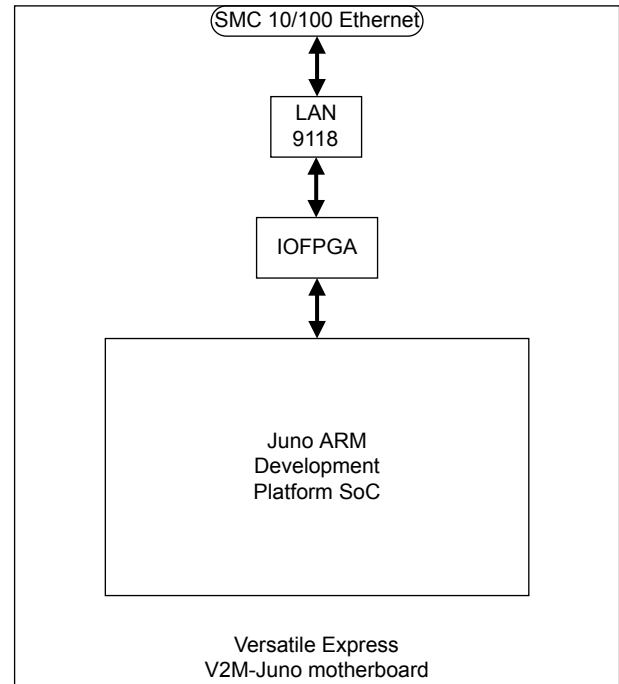 SMC 10/100 Ethernet
LAN
9118
IOFPGA
Juno ARM
Development
Platform SoC
Versatile Express
V2M-Juno motherboard